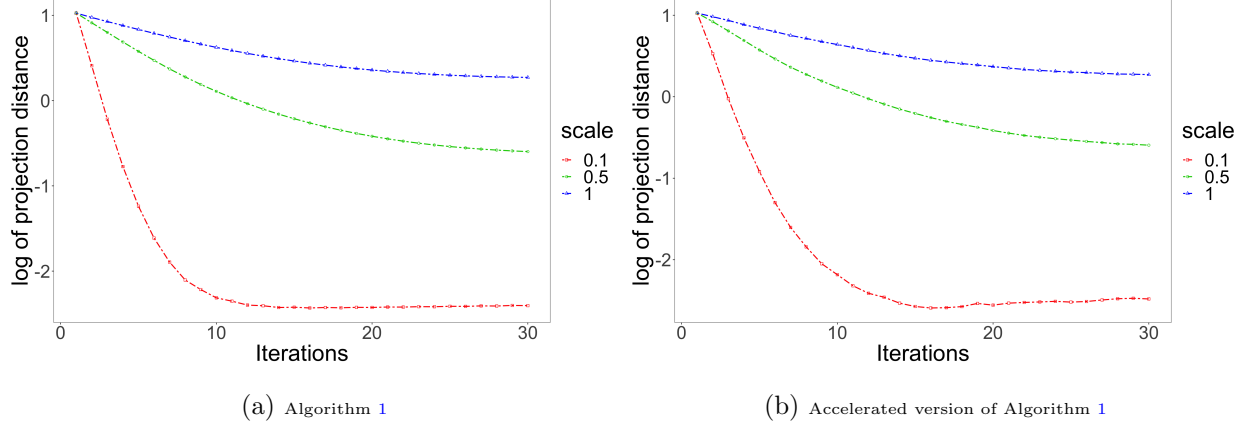 log of projection distance
1
0
-1
-2
0
10
20
30
Iterations
scale
0.1
0.5
1
(a) Algorithm 1
log of projection distance
1
0
-1
-2
0
10
20
30
Iterations
scale
0.1
0.5
1
(b) Accelerated version of Algorithm 1